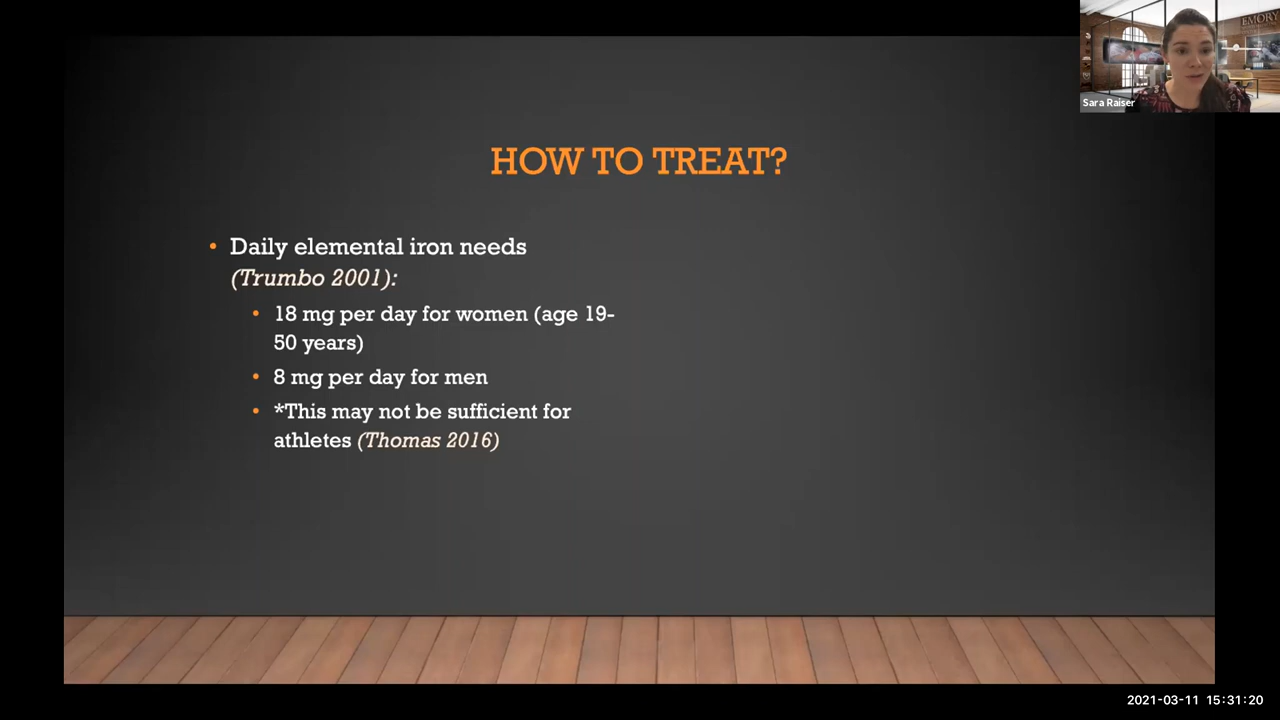 EMORY
Sara Raiser
HOW TO TREAT?
• Daily elemental iron needs
(Trumbo 2001):
• 18 mg per day for women (age 19-
50 years)
• 8 mg per day for men
• *This may not be sufficient for
athletes (Thomas 2016)
2021-03-11 15:31:20